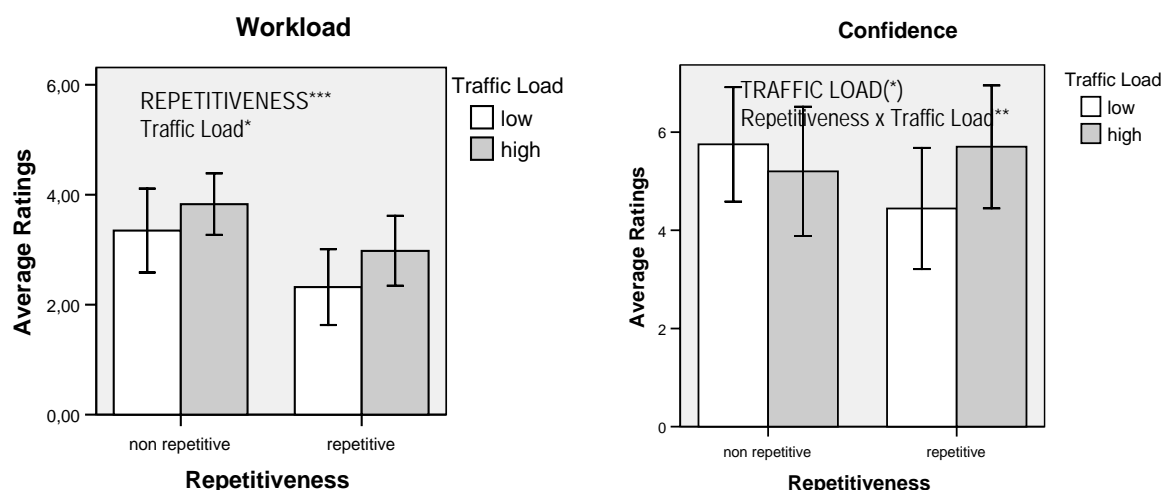 Workload
6,00
4,00
2,00
0,00
Average Ratings
REPETITIVENESS***
Traffic Load*
non repetitive
repetitive
Repetitiveness
Traffic Load
low
high
Confidence
6
4
2
0
Average Ratings
TRAFFIC LOAD(*)
Repetitiveness x Traffic Load**
non repetitive
repetitive
Repetitiveness
Traffic Load
low
high